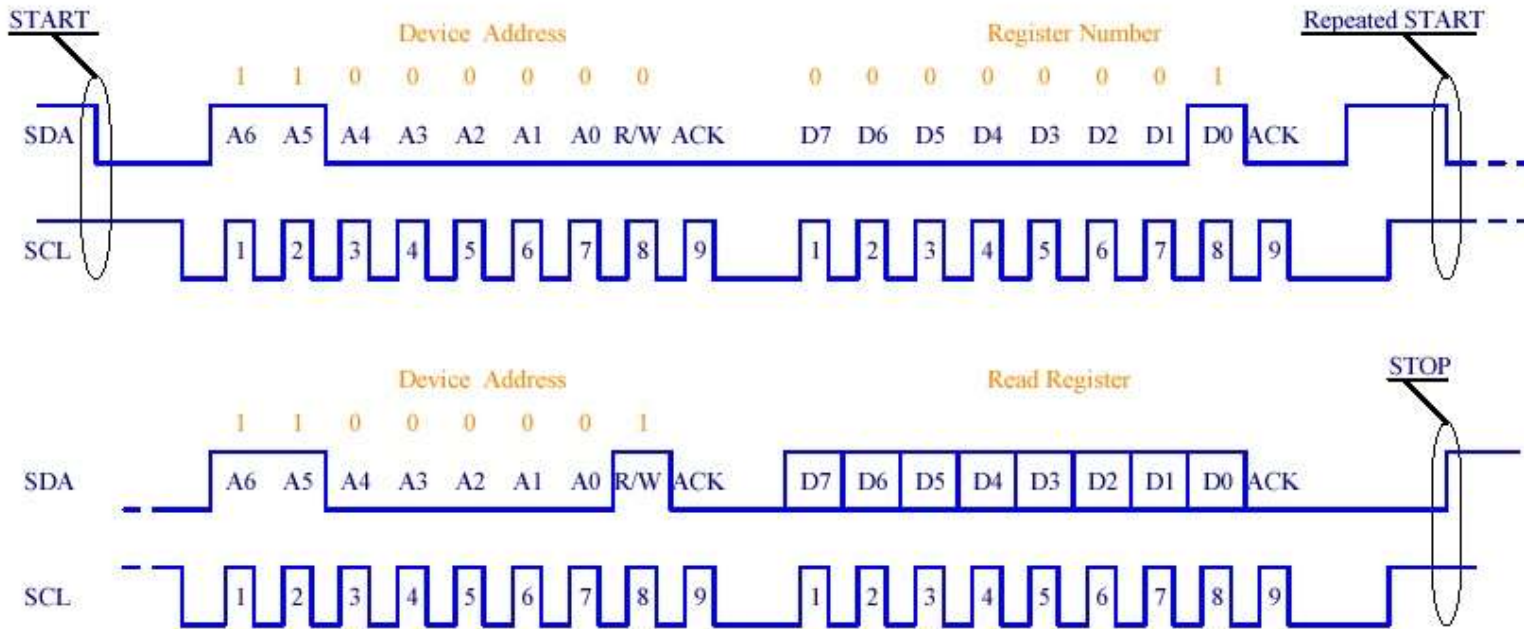 START
Repeated START
Device Address
Register Number
1 1 0 0 0 0 0 0
0 0 0 0 0 0 0 1
SDA
A6 A5 A4 A3 A2 A1 A0 R/W ACK
D7 D6 D5 D4 D3 D2 D1 D0 ACK
SCL
1 2 3 4 5 6 7 8 9
1 2 3 4 5 6 7 8 9
STOP
Device Address
Read Register
1 1 0 0 0 0 0 1
SDA
A6 A5 A4 A3 A2 A1 A0 R/W ACK
D7 D6 D5 D4 D3 D2 D1 D0 ACK
SCL
1 2 3 4 5 6 7 8 9
1 2 3 4 5 6 7 8 9